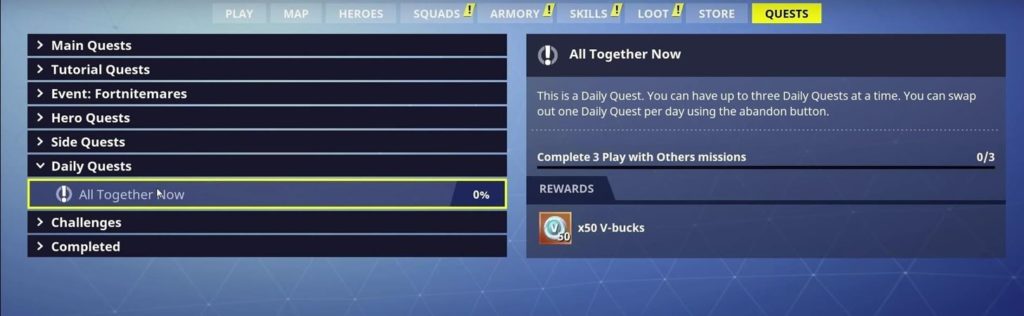 PLAY MAP HEROES SQUADS ! ARMORY ! SKILLS ! LOOT ! STORE QUESTS
Main Quests
Tutorial Quests
Event: Fortnitemares
Hero Quests
Side Quests
Daily Quests
All Together Now 0%
Challenges
Completed
All Together Now
This is a Daily Quest. You can have up to three Daily Quests at a time. You can swap
out one Daily Quest per day using the abandon button.
Complete 3 Play with Others missions 0/3
REWARDS
V 50 x50 V-bucks